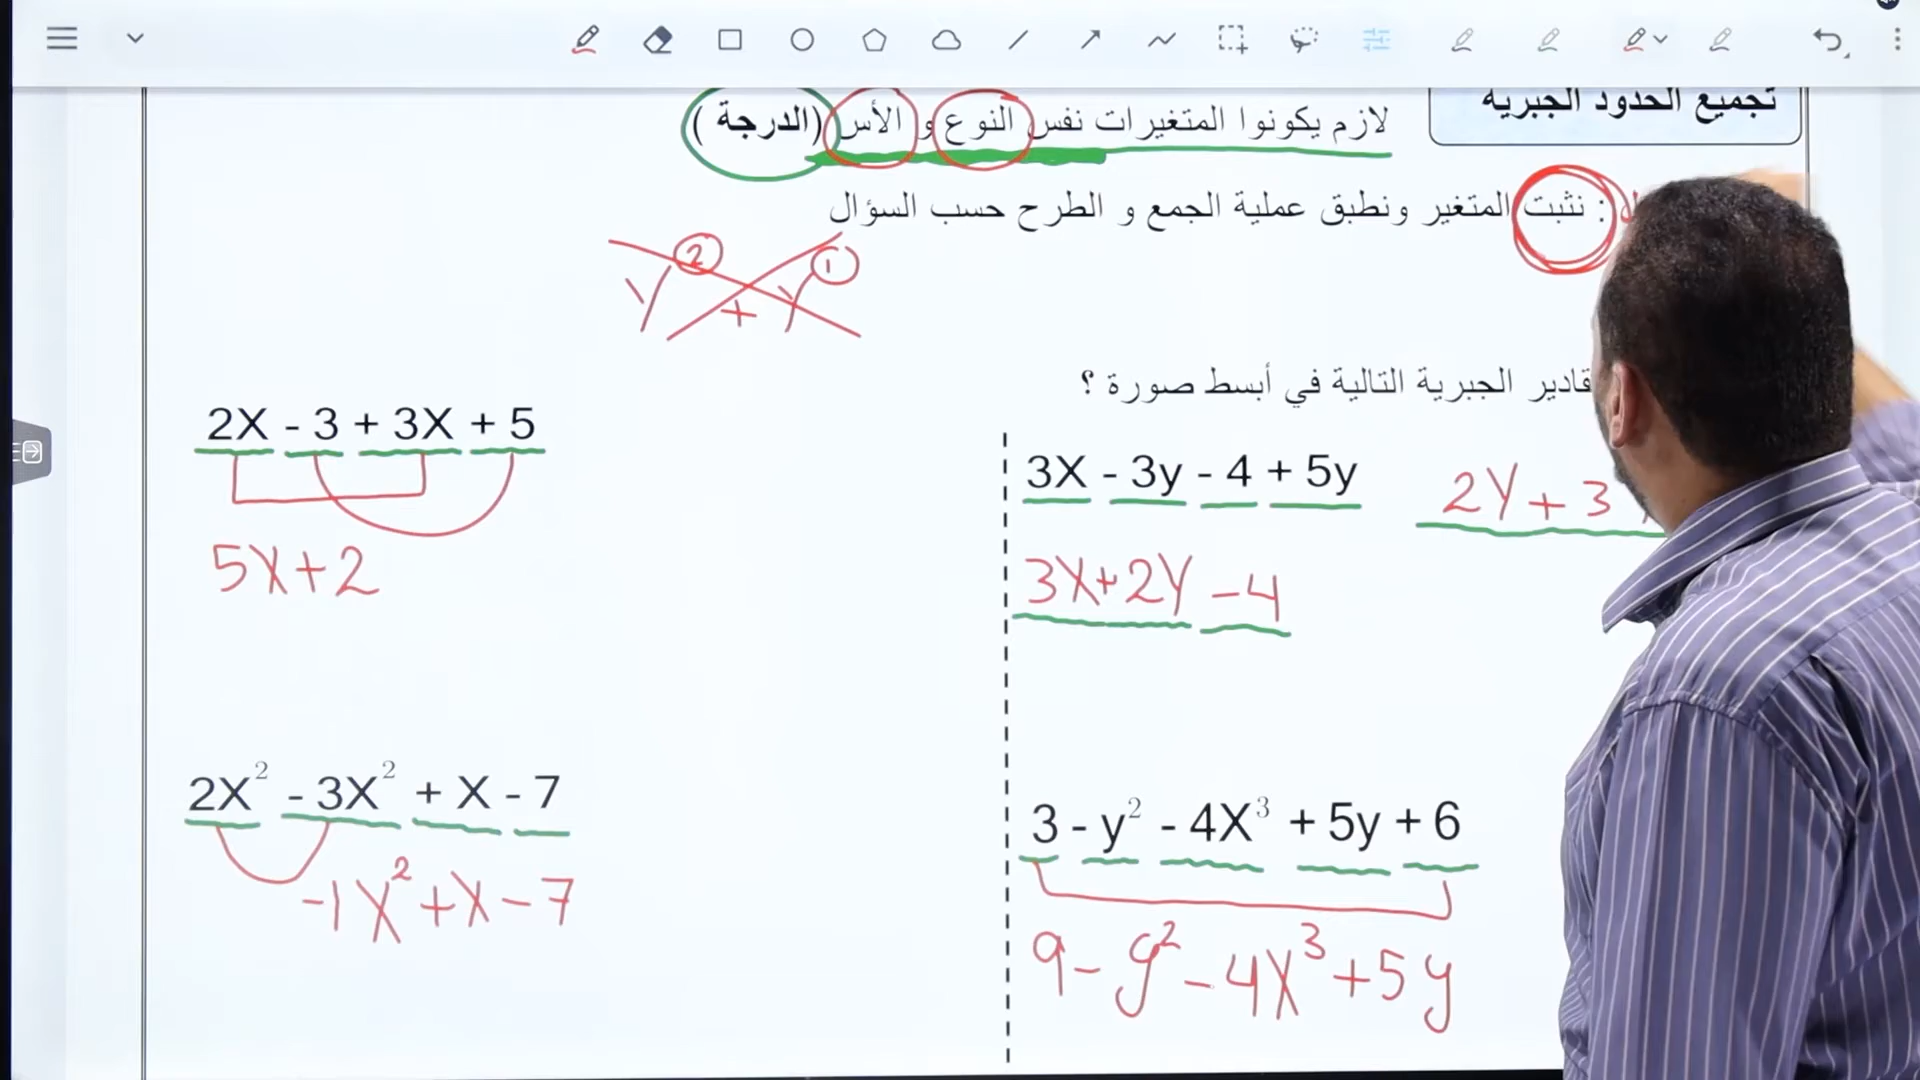 تجميع الحدود الجبرية
لازم يكونوا المتغيرات نفس النوع و الأس (الدرجة )
: نثبت المتغير ونطبق عملية الجمع و الطرح حسب السؤال
y² + y¹
التالية في أبسط صورة ؟ الجبرية
2X - 3 + 3X + 5
5X+2
3X - 3y - 4 + 5y
2Y + 3
3X+2Y - 4
2X² - 3X² + X - 7
-1X² + X - 7
3 - y² - 4X³ + 5y + 6
9 - y² - 4X³ + 5y